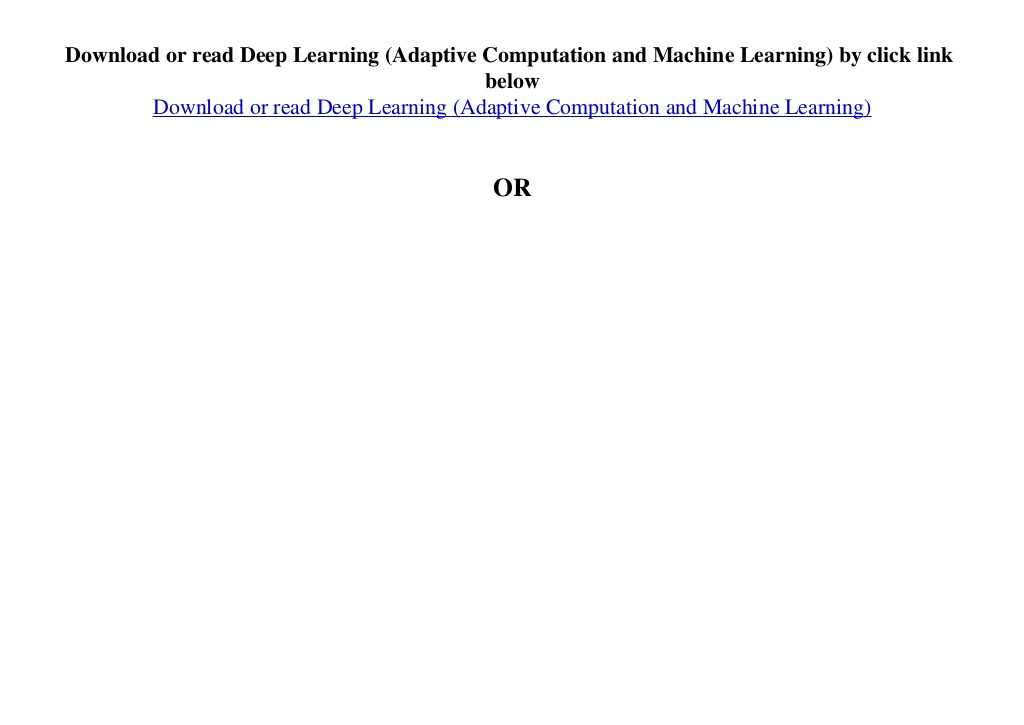 Download or read Deep Learning (Adaptive Computation and Machine Learning) by click link
below
Download or read Deep Learning (Adaptive Computation and Machine Learning)
OR